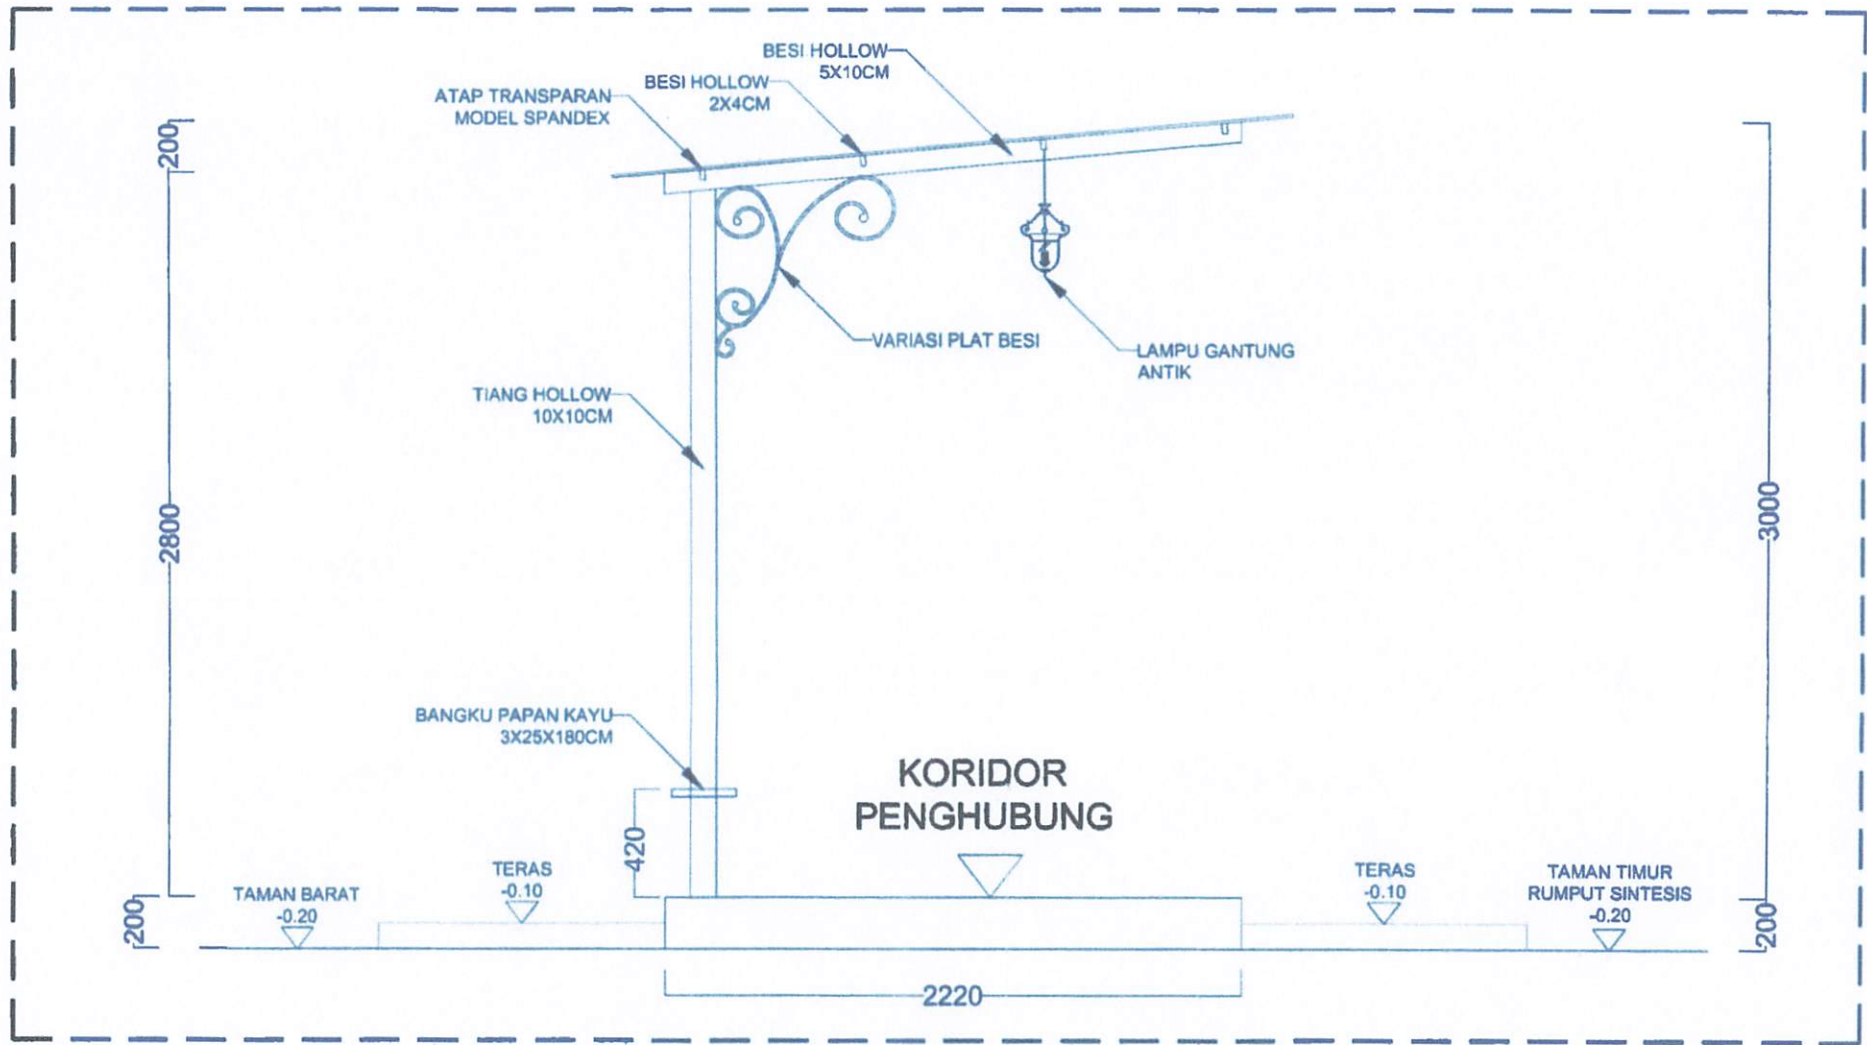 BESI HOLLOW
5X10CM
BESI HOLLOW
2X4CM
ATAP TRANSPARAN
MODEL SPANDEX
200
VARIASI PLAT BESI
LAMPU GANTUNG
ANTIK
TIANG HOLLOW
10X10CM
2800
3000
BANGKU PAPAN KAYU
3X25X180CM
KORIDOR
PENGHUBUNG
420
TERAS
-0.10
TERAS
-0.10
TAMAN BARAT
-0.20
TAMAN TIMUR
RUMPUT SINTESIS
-0.20
200
200
2220